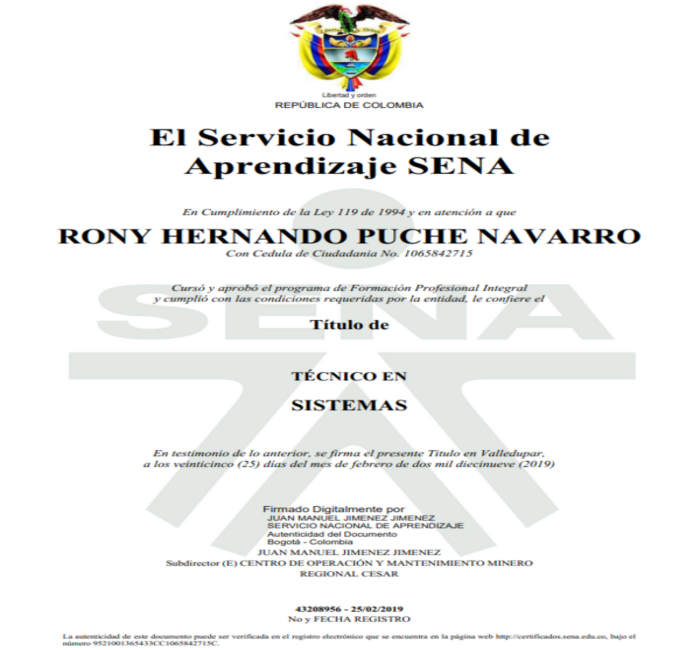 Libertad y orden
REPÚBLICA DE COLOMBIA
El Servicio Nacional de
Aprendizaje SENA
En Cumplimiento de la Ley 119 de 1994 y en atención a que
RONY HERNANDO PUCHE NAVARRO
Con Cedula de Ciudadania No. 1065842715
Cursó y aprobó el programa de Formación Profesional Integral
y cumplió con las condiciones requeridas por la entidad, le confiere el
SENA
Título de
TÉCNICO EN
SISTEMAS
En testimonio de lo anterior, se firma el presente Título en Valledupar,
a los veinticinco (25) días del mes de febrero de dos mil diecinueve (2019)
Firmado Digitalmente por
JUAN MANUEL JIMENEZ JIMENEZ
SERVICIO NACIONAL DE APRENDIZAJE
Autenticidad del Documento
Bogotá - Colombia
JUAN MANUEL JIMENEZ JIMENEZ
Subdirector (E) CENTRO DE OPERACIÓN Y MANTENIMIENTO MINERO
REGIONAL CESAR
43208956 - 25/02/2019
No y FECHA REGISTRO
La autenticidad de este documento puede ser verificada en el registro electrónico que se encuentra en la página web http://certificados.sena.edu.co, bajo el
número 9521001365433CC1065842715C.